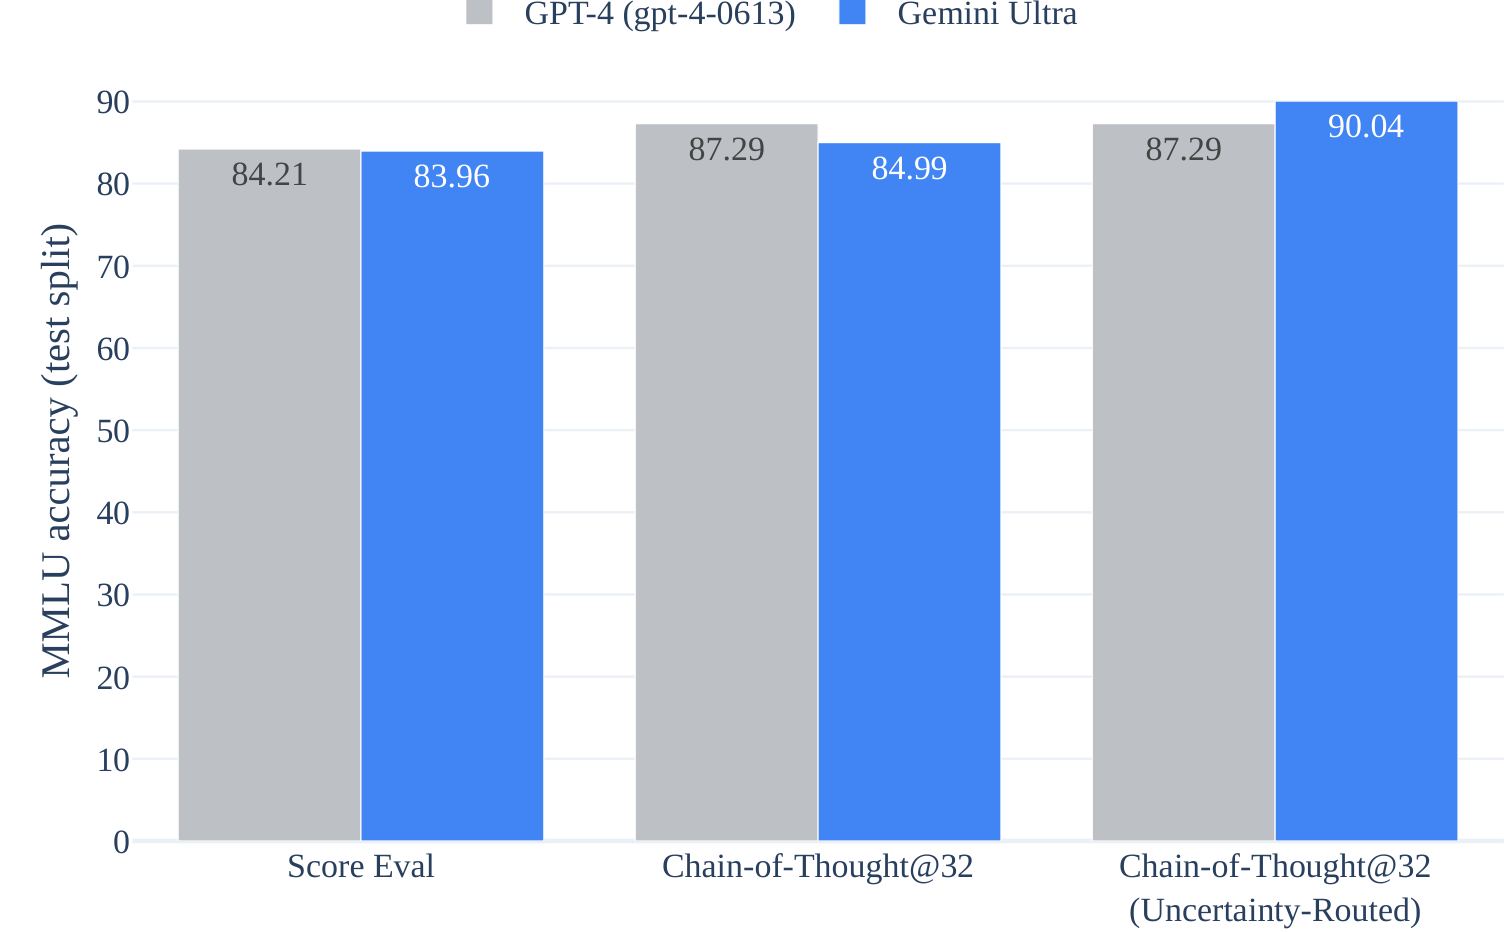 GPT-4 (gpt-4-0613) Gemini Ultra
MMLU accuracy (test split)
90
80
70
60
50
40
30
20
10
0
84.21
83.96
87.29
84.99
87.29
90.04
Score Eval
Chain-of-Thought@32
Chain-of-Thought@32
(Uncertainty-Routed)